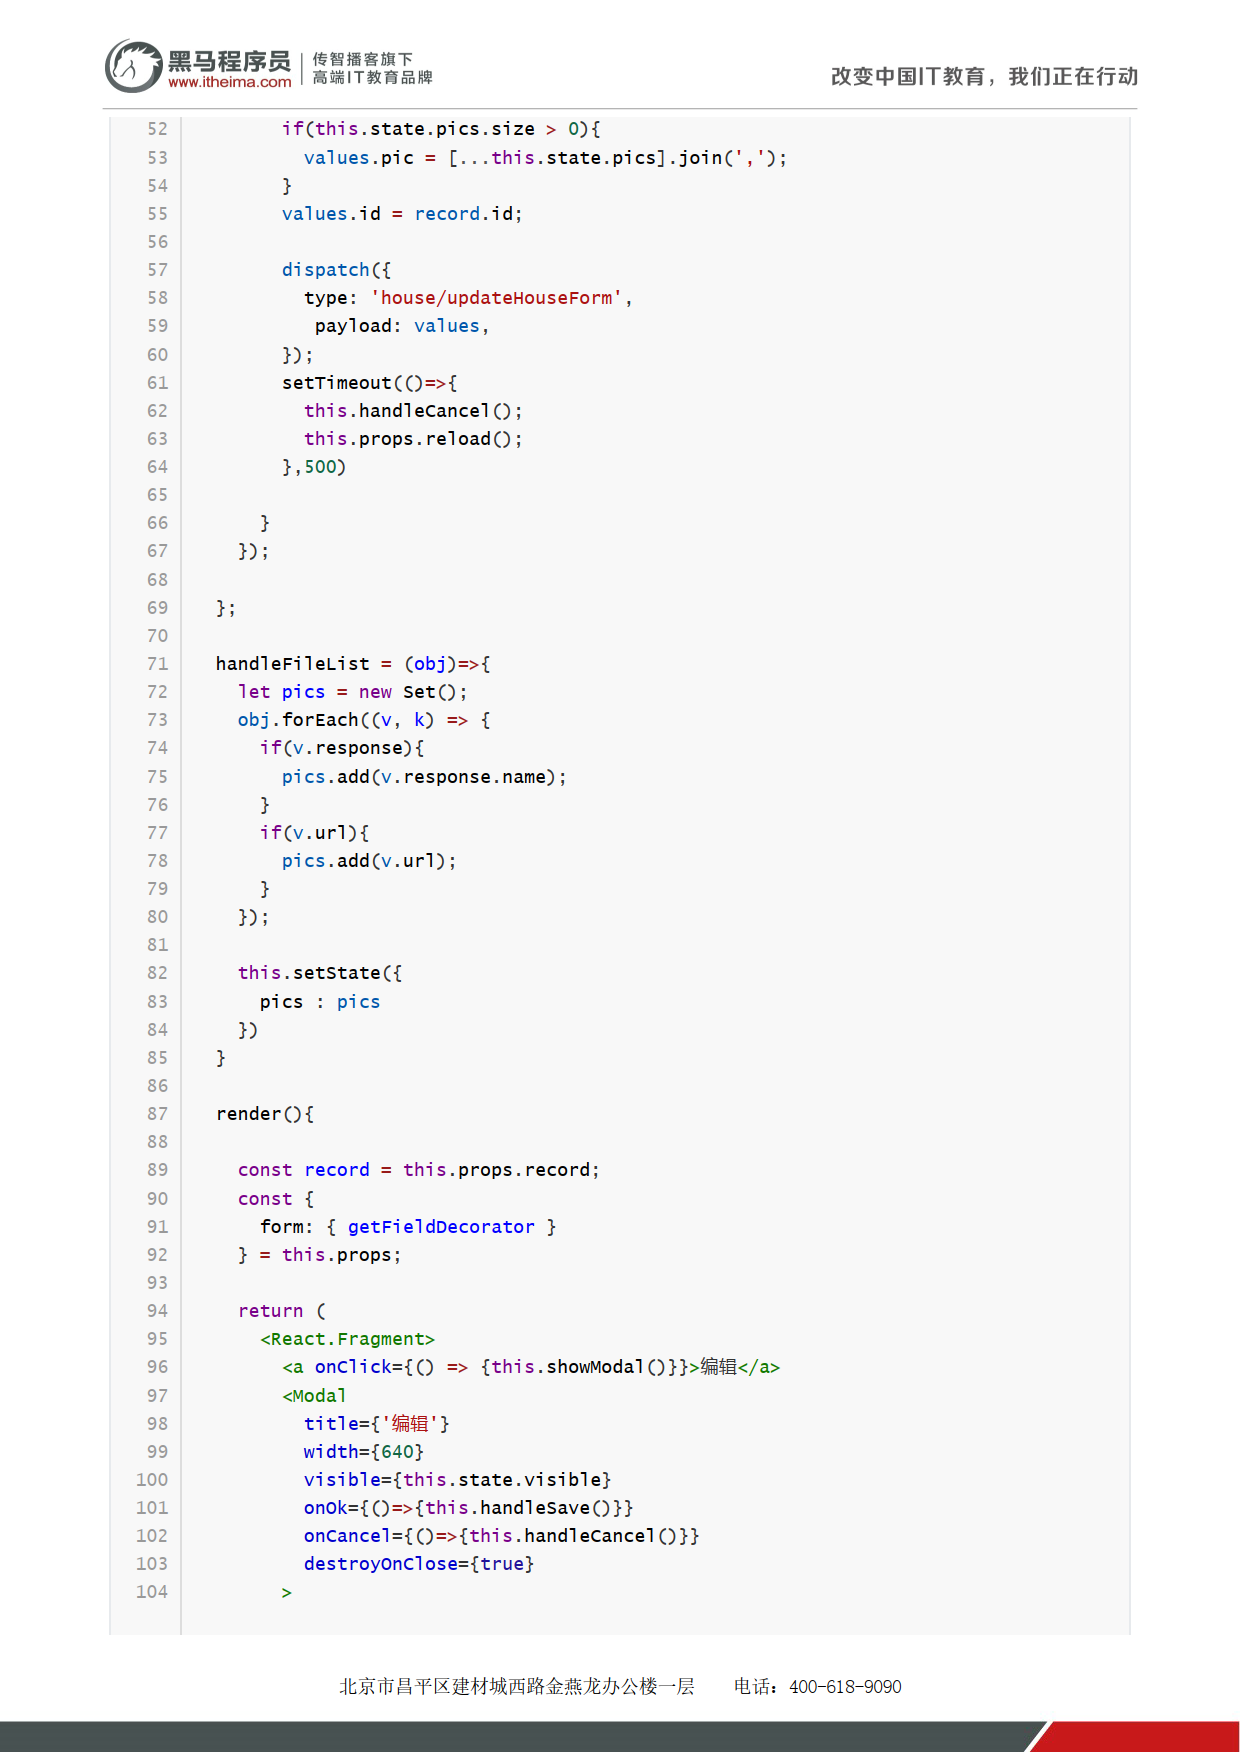 黑马程序员
www.itheima.com
传智播客旗下
高端IT教育品牌
改变中国IT教育，我们正在行动
52         if(this.state.pics.size > 0){
53           values.pic = [...this.state.pics].join(',');
54         }
55         values.id = record.id;
56
57         dispatch({
58           type: 'house/updateHouseForm',
59            payload: values,
60         });
61         setTimeout(()=>{
62           this.handleCancel();
63           this.props.reload();
64         },500)
65
66       }
67     });
68
69   };
70
71   handleFileList = (obj)=>{
72     let pics = new Set();
73     obj.forEach((v, k) => {
74       if(v.response){
75         pics.add(v.response.name);
76       }
77       if(v.url){
78         pics.add(v.url);
79       }
80     });
81
82     this.setState({
83       pics : pics
84     })
85   }
86
87   render(){
88
89     const record = this.props.record;
90     const {
91       form: { getFieldDecorator }
92     } = this.props;
93
94     return (
95       <React.Fragment>
96         <a onClick={() => {this.showModal()}}>编辑</a>
97         <Modal
98           title={'编辑'}
99           width={640}
100           visible={this.state.visible}
101           onOk={()=>{this.handleSave()}}
102           onCancel={()=>{this.handleCancel()}}
103           destroyOnClose={true}
104         >
北京市昌平区建材城西路金燕龙办公楼一层 电话：400-618-9090